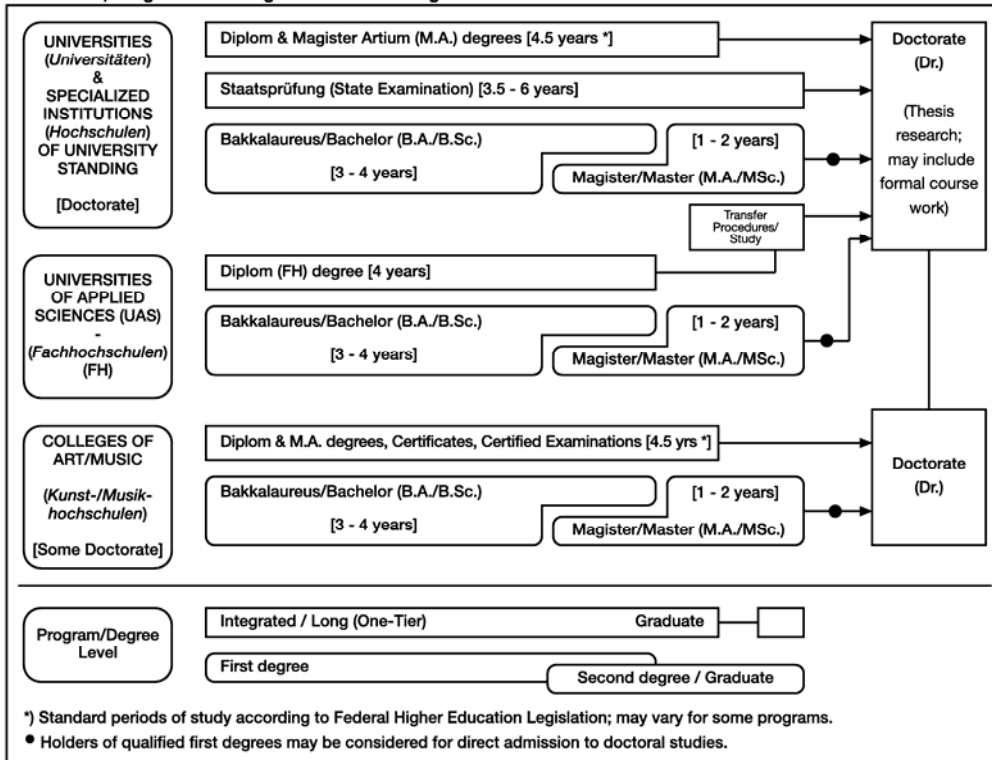 UNIVERSITIES
(Universitäten)
&
SPECIALIZED
INSTITUTIONS
(Hochschulen)
OF UNIVERSITY
STANDING
[Doctorate]
Diplom & Magister Artium (M.A.) degrees [4.5 years *]
Staatsprüfung (State Examination) [3.5 - 6 years]
Bakkalaureus/Bachelor (B.A./B.Sc.)
[3 - 4 years]
[1 - 2 years]
Magister/Master (M.A./MSc.)
Transfer
Procedures/
Study
Doctorate
(Dr.)
(Thesis
research;
may include
formal course
work)
UNIVERSITIES
OF APPLIED
SCIENCES (UAS)
-
(Fachhochschulen)
(FH)
Diplom (FH) degree [4 years]
Bakkalaureus/Bachelor (B.A./B.Sc.)
[3 - 4 years]
[1 - 2 years]
Magister/Master (M.A./MSc.)
COLLEGES OF
ART/MUSIC
(Kunst-/Musik-
hochschulen)
[Some Doctorate]
Diplom & M.A. degrees, Certificates, Certified Examinations [4.5 yrs *]
Bakkalaureus/Bachelor (B.A./B.Sc.)
[3 - 4 years]
[1 - 2 years]
Magister/Master (M.A./MSc.)
Doctorate
(Dr.)
Program/Degree
Level
Integrated / Long (One-Tier) Graduate
First degree
Second degree / Graduate
*) Standard periods of study according to Federal Higher Education Legislation; may vary for some programs.
● Holders of qualified first degrees may be considered for direct admission to doctoral studies.